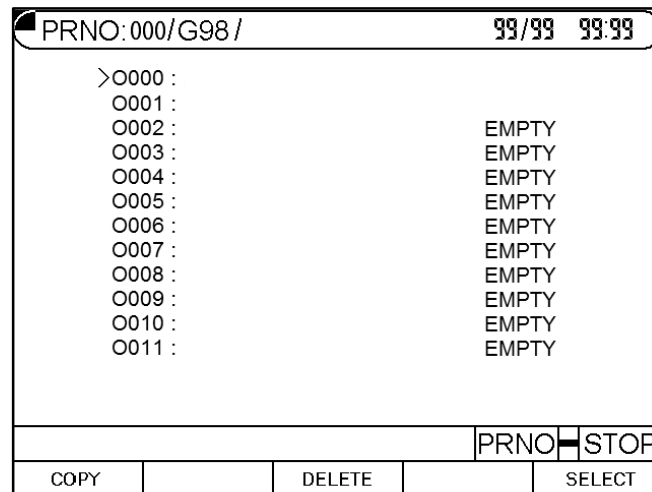 PRNO:000/G98/ 99/99 99:99
>O000 :
O001 :
O002 : EMPTY
O003 : EMPTY
O004 : EMPTY
O005 : EMPTY
O006 : EMPTY
O007 : EMPTY
O008 : EMPTY
O009 : EMPTY
O010 : EMPTY
O011 : EMPTY
PRNO STOP
COPY DELETE SELECT